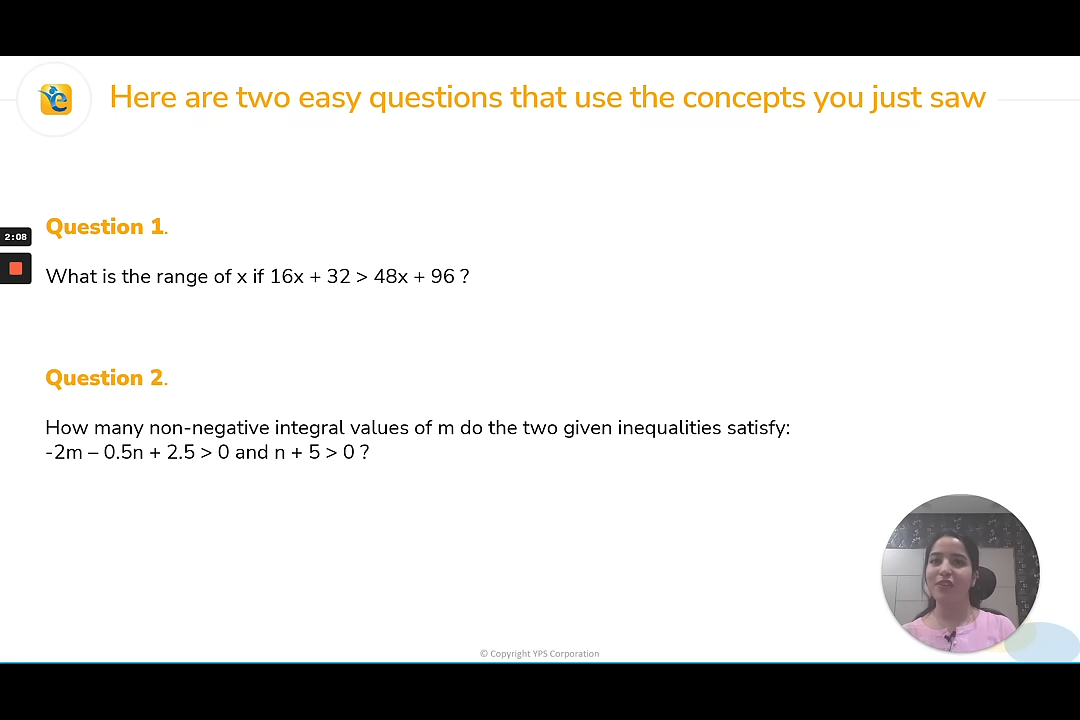 Here are two easy questions that use the concepts you just saw
Question 1.
2:08
What is the range of x if 16x + 32 > 48x + 96 ?
Question 2.
How many non-negative integral values of m do the two given inequalities satisfy:
-2m – 0.5n + 2.5 > 0 and n + 5 > 0 ?
© Copyright YPS Corporation